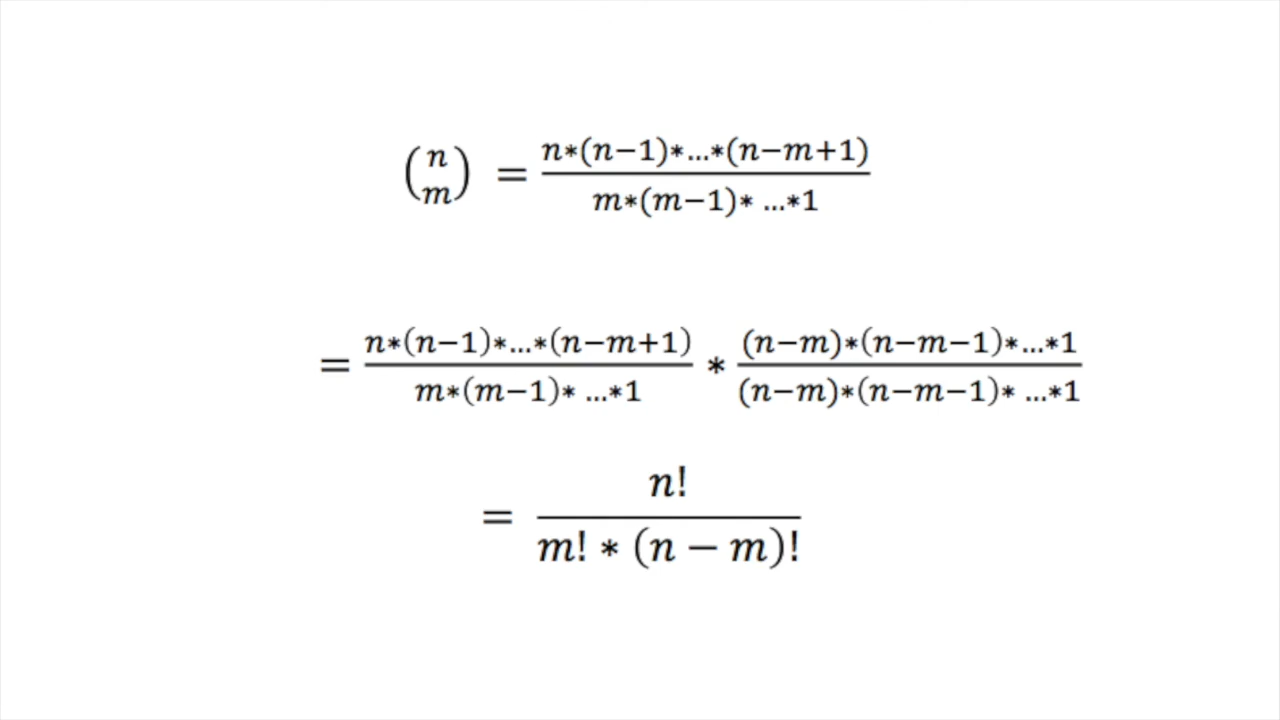 (n m) = n*(n−1)*...*(n−m+1) / m*(m−1)* ...*1
= n*(n−1)*...*(n−m+1) / m*(m−1)* ...*1 * (n−m)*(n−m−1)*...*1 / (n−m)*(n−m−1)* ...*1
= n! / m! * (n − m)!